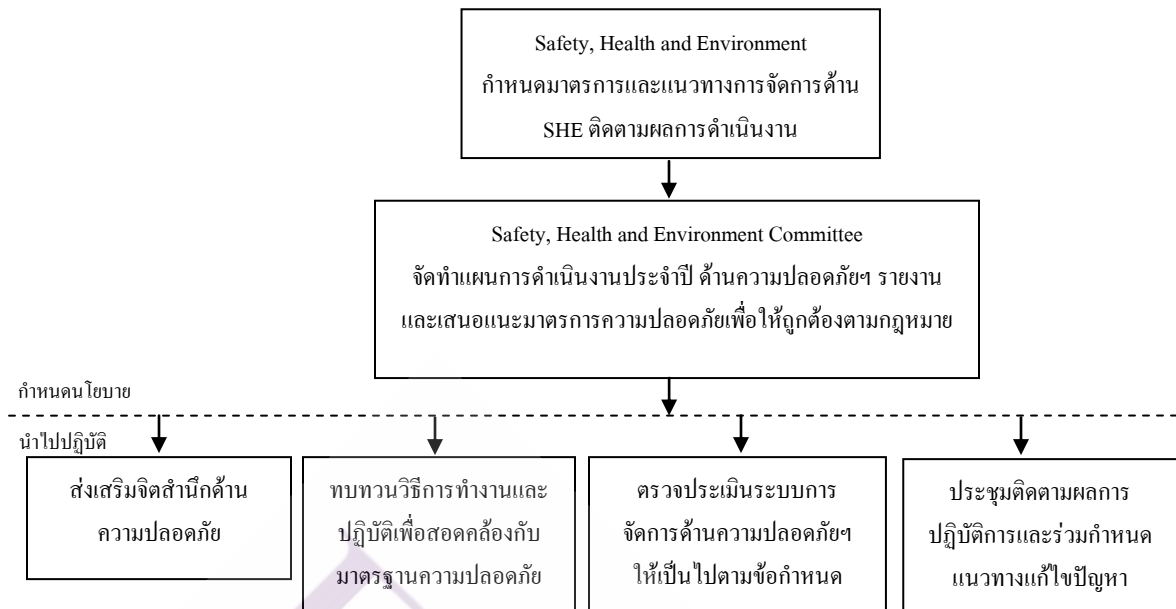 Safety, Health and Environment
กำหนดมาตรการและแนวทางการจัดการด้าน
SHE ติดตามผลการดำเนินงาน
Safety, Health and Environment Committee
จัดทำแผนการดำเนินงานประจำปี ด้านความปลอดภัยฯ รายงาน
และเสนอแนะมาตรการความปลอดภัยเพื่อให้ถูกต้องตามกฎหมาย
กำหนดนโยบาย
นำไปปฏิบัติ
ส่งเสริมจิตสำนึกด้าน
ความปลอดภัย
ทบทวนวิธีการทำงานและ
ปฏิบัติเพื่อสอดคล้องกับ
มาตรฐานความปลอดภัย
ตรวจประเมินระบบการ
จัดการด้านความปลอดภัยฯ
ให้เป็นไปตามข้อกำหนด
ประชุมติดตามผลการ
ปฏิบัติการและร่วมกำหนด
แนวทางแก้ไขปัญหา